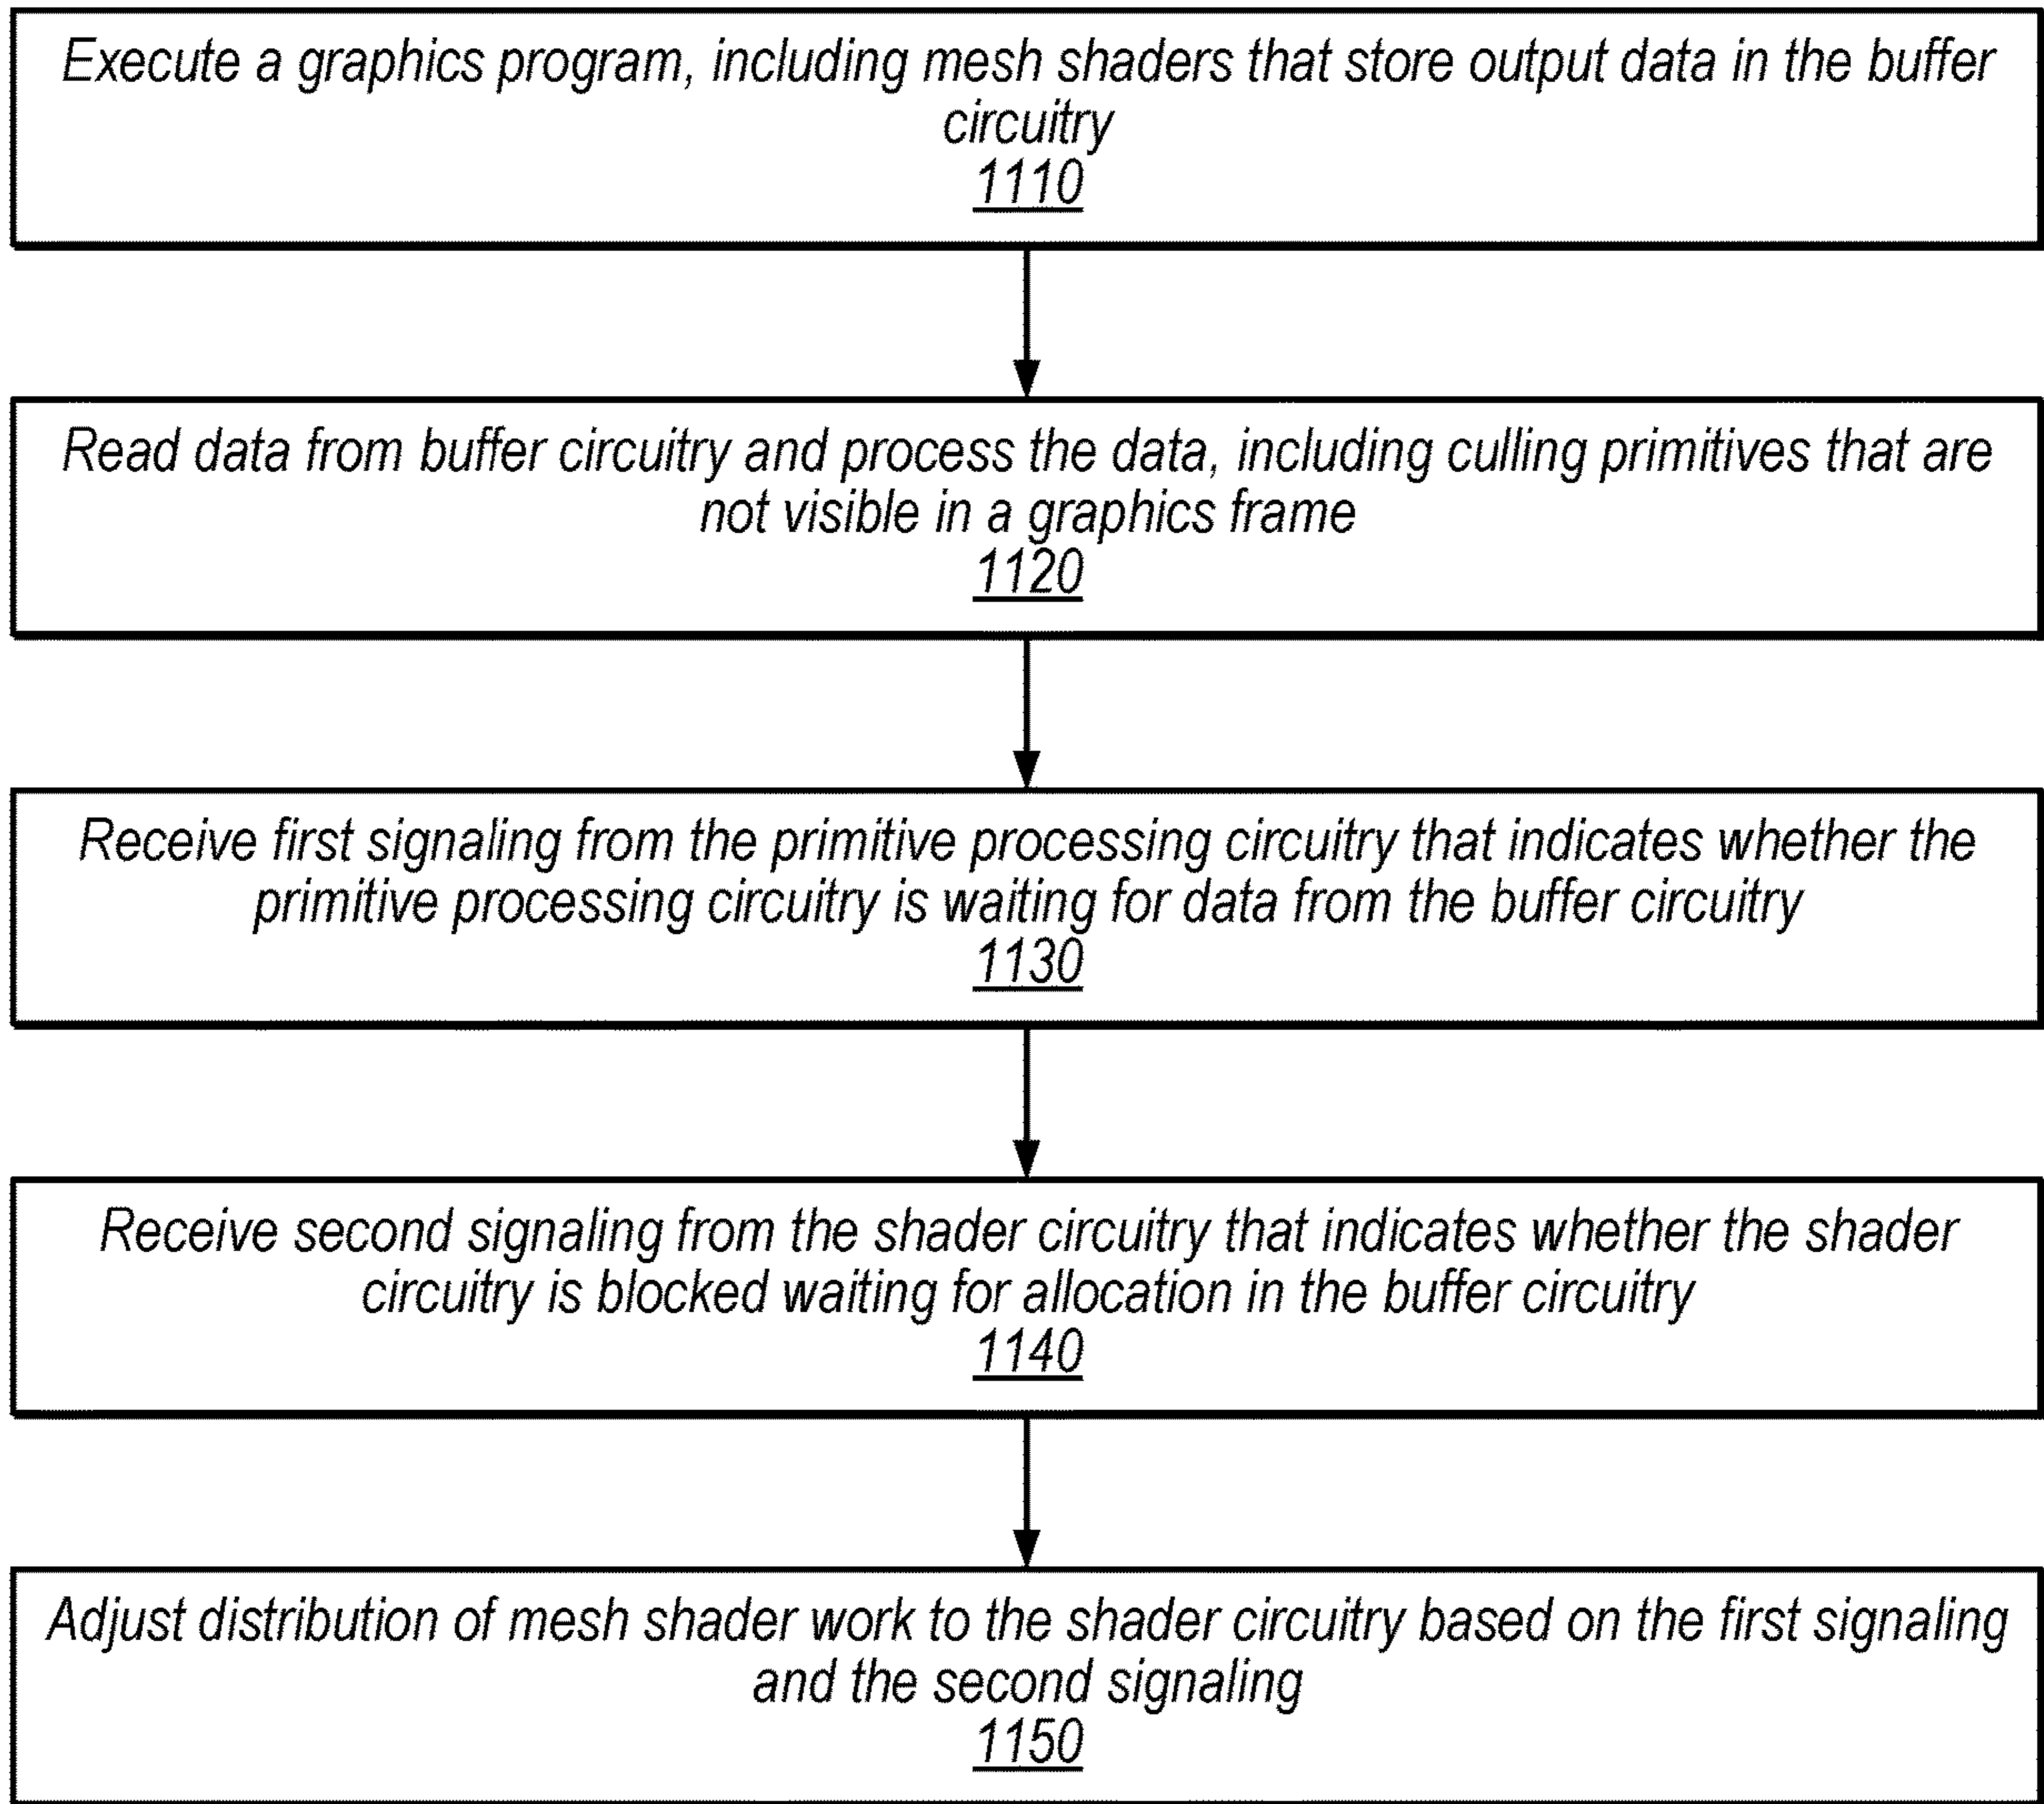 Execute a graphics program, including mesh shaders that store output data in the buffer
circuitry
1110
Read data from buffer circuitry and process the data, including culling primitives that are
not visible in a graphics frame
1120
Receive first signaling from the primitive processing circuitry that indicates whether the
primitive processing circuitry is waiting for data from the buffer circuitry
1130
Receive second signaling from the shader circuitry that indicates whether the shader
circuitry is blocked waiting for allocation in the buffer circuitry
1140
Adjust distribution of mesh shader work to the shader circuitry based on the first signaling
and the second signaling
1150